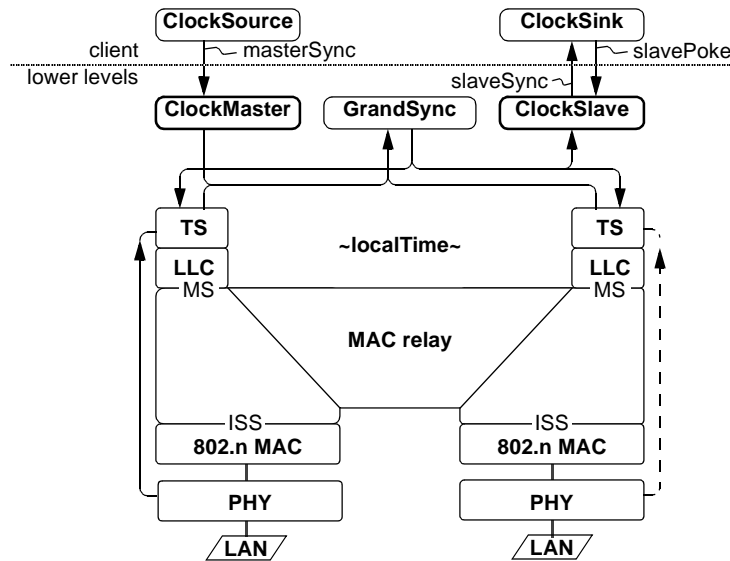 ClockSource
ClockSink
client
masterSync
slavePoke
lower levels
slaveSync
ClockMaster
GrandSync
ClockSlave
TS
TS
~localTime~
LLC
LLC
MS
MS
MAC relay
ISS
ISS
802.n MAC
802.n MAC
PHY
PHY
LAN
LAN